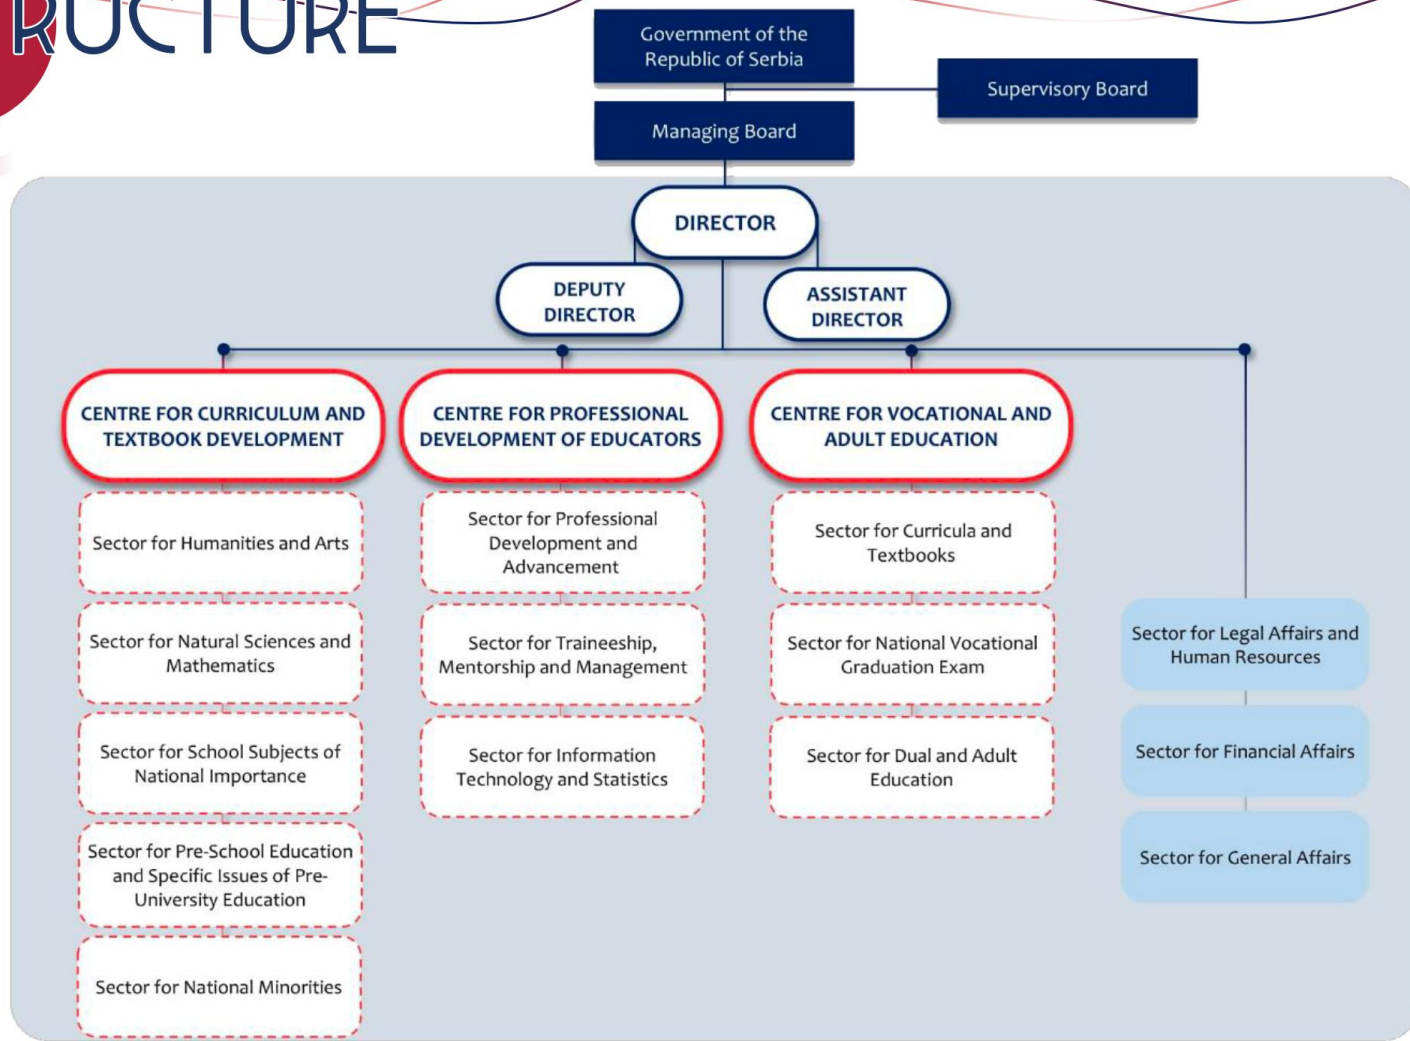 RUCTURE
Government of the
Republic of Serbia
Supervisory Board
Managing Board
DIRECTOR
DEPUTY
DIRECTOR
ASSISTANT
DIRECTOR
CENTRE FOR CURRICULUM AND
TEXTBOOK DEVELOPMENT
Sector for Humanities and Arts
Sector for Natural Sciences and
Mathematics
Sector for School Subjects of
National Importance
Sector for Pre-School Education
and Specific Issues of Pre-
University Education
Sector for National Minorities
CENTRE FOR PROFESSIONAL
DEVELOPMENT OF EDUCATORS
Sector for Professional
Development and
Advancement
Sector for Traineeship,
Mentorship and Management
Sector for Information
Technology and Statistics
CENTRE FOR VOCATIONAL AND
ADULT EDUCATION
Sector for Curricula and
Textbooks
Sector for National Vocational
Graduation Exam
Sector for Dual and Adult
Education
Sector for Legal Affairs and
Human Resources
Sector for Financial Affairs
Sector for General Affairs